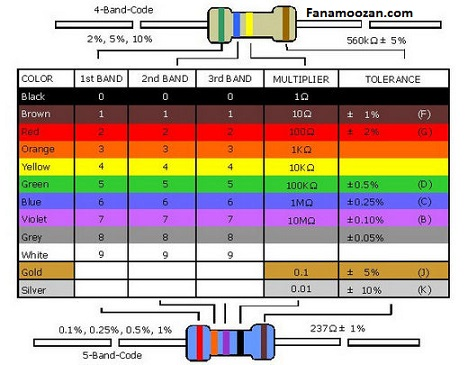 4-Band-Code Fanamoozan.com
2%, 5%, 10% 560kΩ ± 5%
COLOR 1st BAND 2nd BAND 3rd BAND MULTIPLIER TOLERANCE
Black 0 0 0 1Ω
Brown 1 1 1 10Ω ± 1% (F)
Red 2 2 2 100Ω ± 2% (G)
Orange 3 3 3 1KΩ
Yellow 4 4 4 10KΩ
Green 5 5 5 100KΩ ±0.5% (D)
Blue 6 6 6 1MΩ ±0.25% (C)
Violet 7 7 7 10MΩ ±0.10% (B)
Grey 8 8 8 ±0.05%
White 9 9 9
Gold 0.1 ± 5% (J)
Silver 0.01 ± 10% (K)
0.1%, 0.25%, 0.5%, 1% 237Ω ± 1%
5-Band-Code